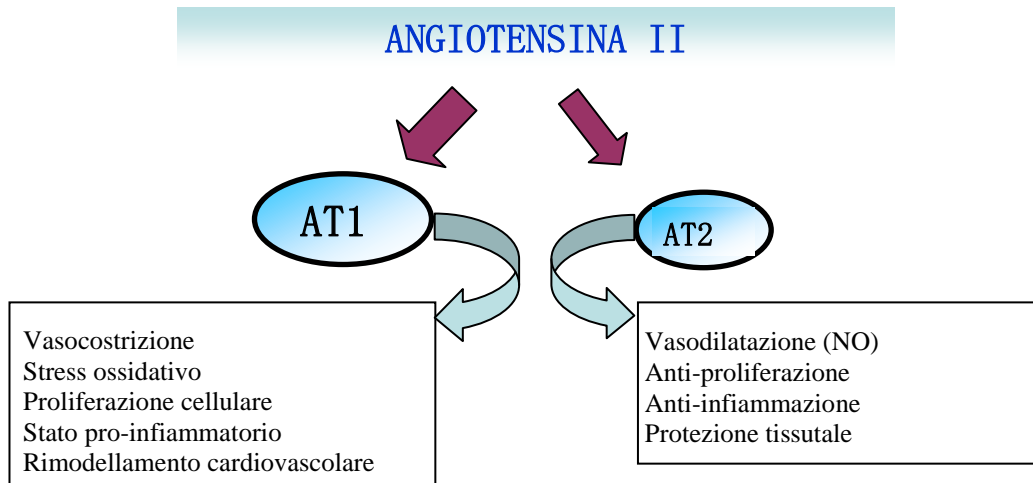 ANGIOTENSINA II
AT1
AT2
Vasocostrizione
Stress ossidativo
Proliferazione cellulare
Stato pro-infiammatorio
Rimodellamento cardiovascolare
Vasodilatazione (NO)
Anti-proliferazione
Anti-infiammazione
Protezione tissutale